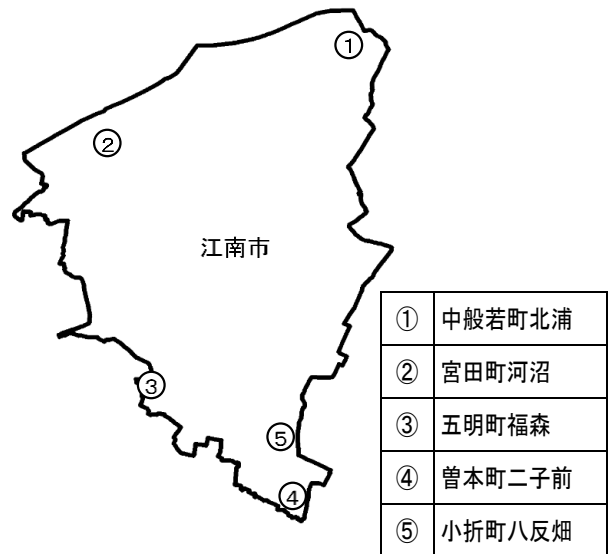 ①
②
江南市
③
⑤
④
① 中般若町北浦
② 宮田町河沼
③ 五明町福森
④ 曽本町二子前
⑤ 小折町八反畑